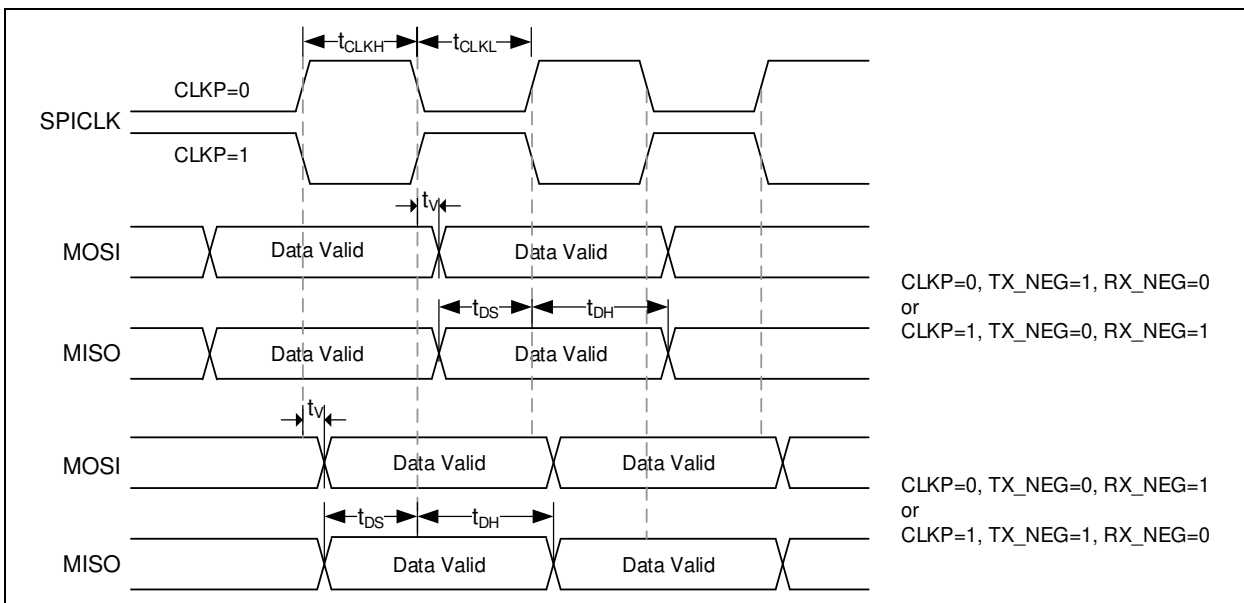 tCLKH tCLKL
CLKP=0
SPICLK
CLKP=1
tV
MOSI Data Valid Data Valid
CLKP=0, TX_NEG=1, RX_NEG=0
or
CLKP=1, TX_NEG=0, RX_NEG=1
tDS tDH
MISO Data Valid Data Valid
tV
MOSI Data Valid Data Valid
CLKP=0, TX_NEG=0, RX_NEG=1
or
CLKP=1, TX_NEG=1, RX_NEG=0
tDS tDH
MISO Data Valid Data Valid